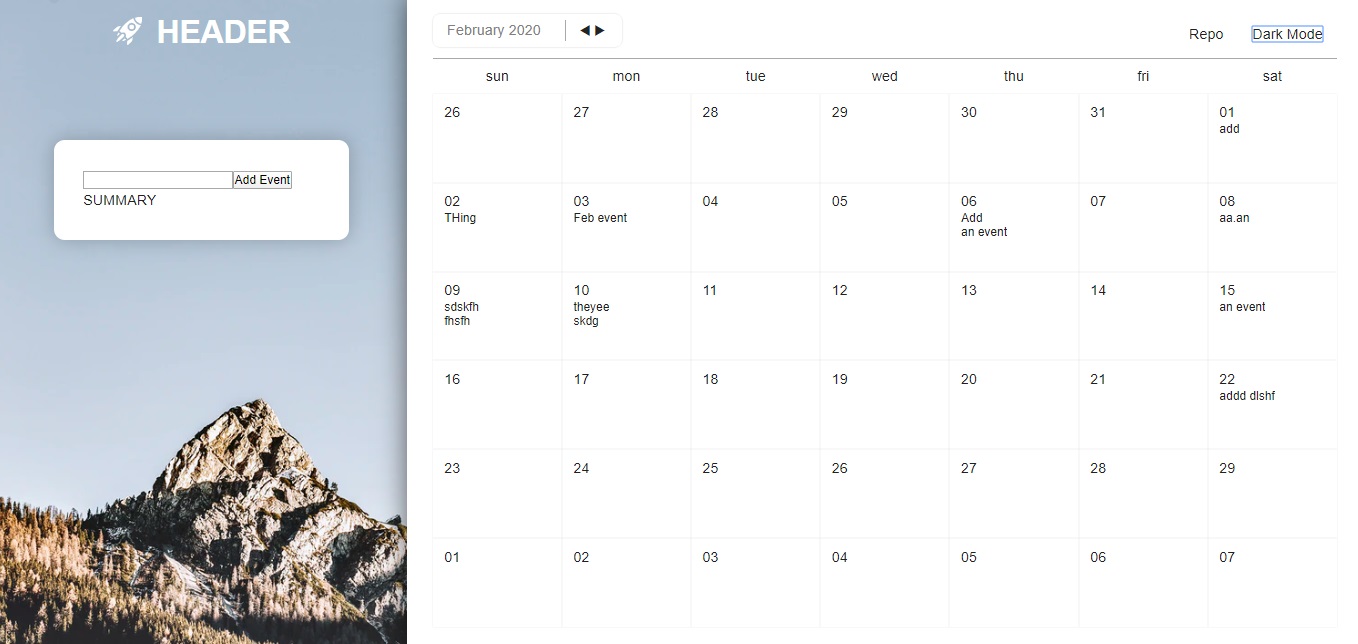 HEADER
Add Event
SUMMARY
February 2020
Repo
Dark Mode
sun mon tue wed thu fri sat
26 27 28 29 30 31 01
add
02 03 04 05 06 07 08
THing Feb event Add aa.an
an event
09 10 11 12 13 14 15
sdskfh theyee an event
fhsfh skdg
16 17 18 19 20 21 22
addd dlshf
23 24 25 26 27 28 29
01 02 03 04 05 06 07